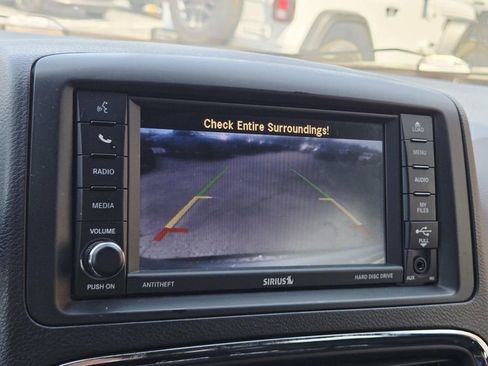 Check Entire Surroundings!
LOAD
RADIO
MENU
MEDIA
AUDIO
VOLUME
MY
FILES
PULL
PUSH ON
ANTITHEFT
SIRIUS
HARD DISC DRIVE
AUX